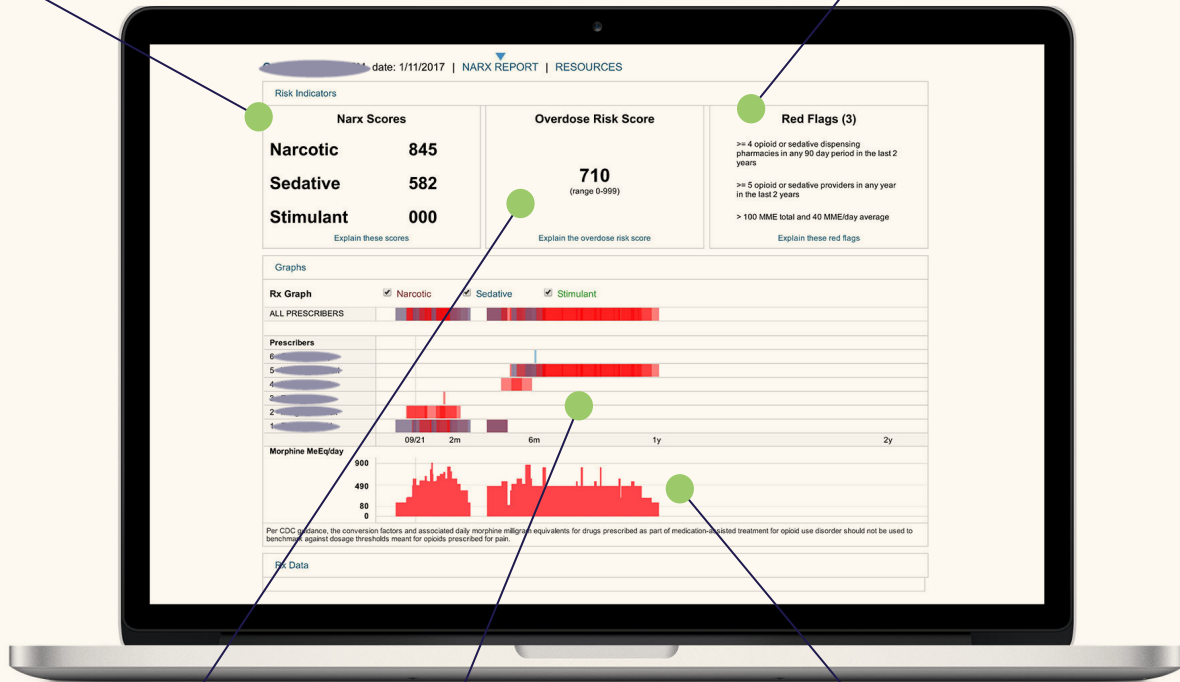 date: 1/11/2017 | NARX REPORT | RESOURCES
Risk Indicators
Narx Scores
Narcotic 845
Sedative 582
Stimulant 000
Explain these scores
Overdose Risk Score
710
(range 0-999)
Explain the overdose risk score
Red Flags (3)
>= 4 opioid or sedative dispensing
pharmacies in any 90 day period in the last 2
years
>= 5 opioid or sedative providers in any year
in the last 2 years
> 100 MME total and 40 MME/day average
Explain these red flags
Graphs
Rx Graph Narcotic Sedative Stimulant
ALL PRESCRIBERS
Prescribers
6
5
4
3
2
1
09/21 2m 6m 1y 2y
Morphine MeEq/day
900
490
80
0
Per CDC guidance, the conversion factors and associated daily morphine milligram equivalents for drugs prescribed as part of medication-assisted treatment for opioid use disorder should not be used to
benchmark against dosage thresholds meant for opioids prescribed for pain.
Rx Data